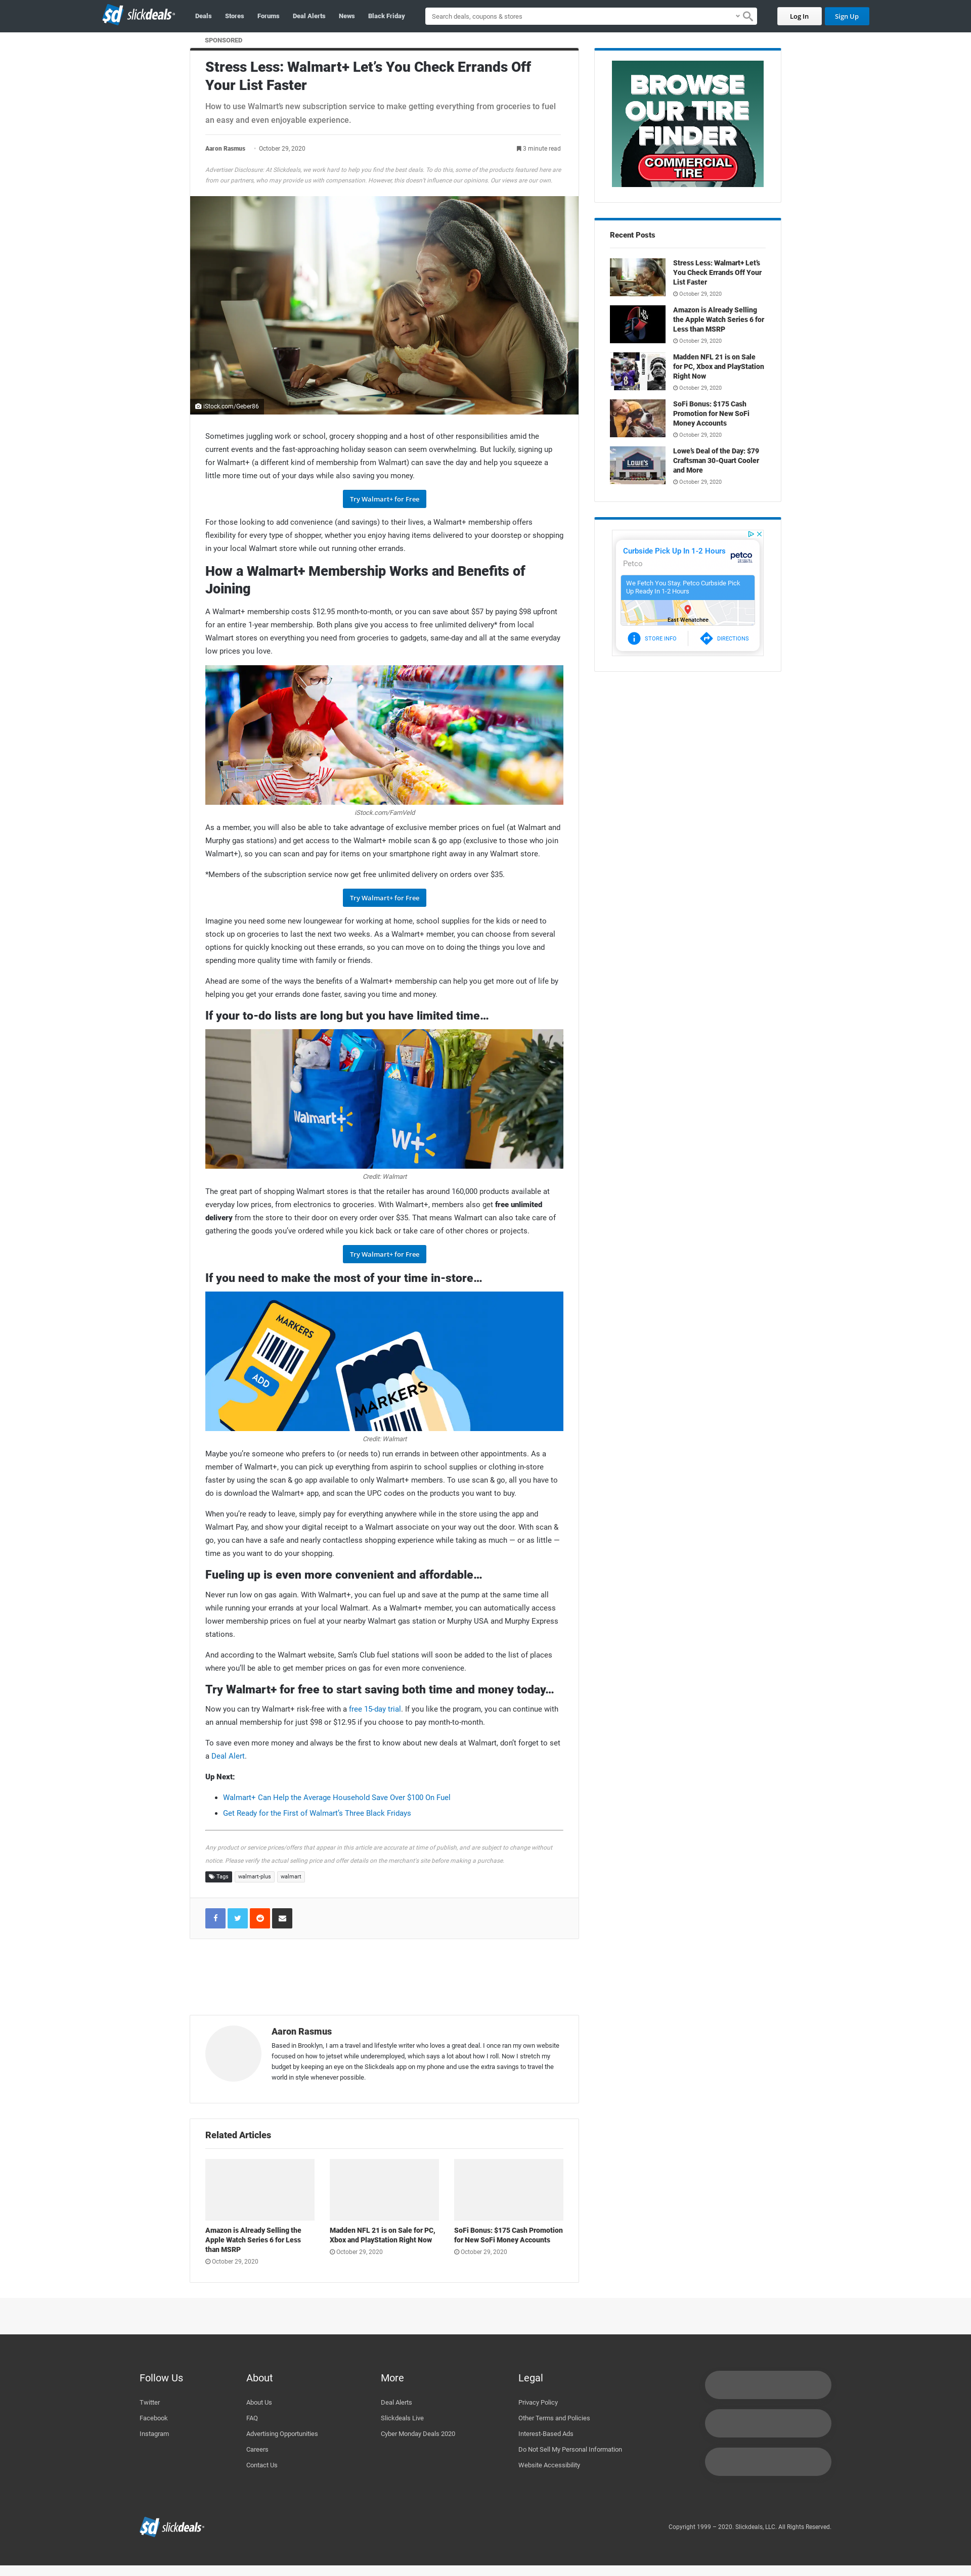 sd slickdeals
Deals
Stores
Forums
Deal Alerts
News
Black Friday
Search deals, coupons & stores
Log In
Sign Up
SPONSORED
Stress Less: Walmart+ Let's You Check Errands Off
Your List Faster
How to use Walmart's new subscription service to make getting everything from groceries to fuel
an easy and even enjoyable experience.
Aaron Rasmus
October 29, 2020
3 minute read
Advertiser Disclosure: At Slickdeals, we work hard to help you find the best deals. To do this, some of the products featured here are
from our partners, who may provide us with compensation. However, this doesn't influence our opinions. Our views are our own.
iStock.com/Geber86
Sometimes juggling work or school, grocery shopping and a host of other responsibilities amid the
current events and the fast-approaching holiday season can seem overwhelming. But luckily, signing up
for Walmart+ (a different kind of membership from Walmart) can save the day and help you squeeze a
little more time out of your days while also saving you money.
Try Walmart+ for Free
For those looking to add convenience (and savings) to their lives, a Walmart+ membership offers
flexibility for every type of shopper, whether you enjoy having items delivered to your doorstep or shopping
in your local Walmart store while out running other errands.
How a Walmart+ Membership Works and Benefits of
Joining
A Walmart+ membership costs $12.95 month-to-month, or you can save about $57 by paying $98 upfront
for an entire 1-year membership. Both plans give you access to free unlimited delivery* from local
Walmart stores on everything you need from groceries to gadgets, same-day and all at the same everyday
low prices you love.
iStock.com/FamVeld
As a member, you will also be able to take advantage of exclusive member prices on fuel (at Walmart and
Murphy gas stations) and get access to the Walmart+ mobile scan & go app (exclusive to those who join
Walmart+), so you can scan and pay for items on your smartphone right away in any Walmart store.
*Members of the subscription service now get free unlimited delivery on orders over $35.
Try Walmart+ for Free
Imagine you need some new loungewear for working at home, school supplies for the kids or need to
stock up on groceries to last the next two weeks. As a Walmart+ member, you can choose from several
options for quickly knocking out these errands, so you can move on to doing the things you love and
spending more quality time with family or friends.
Ahead are some of the ways the benefits of a Walmart+ membership can help you get more out of life by
helping you get your errands done faster, saving you time and money.
If your to-do lists are long but you have limited time…
Walmart+
W+
Credit: Walmart
The great part of shopping Walmart stores is that the retailer has around 160,000 products available at
everyday low prices, from electronics to groceries. With Walmart+, members also get free unlimited
delivery from the store to their door on every order over $35. That means Walmart can also take care of
gathering the goods you've ordered while you kick back or take care of other chores or projects.
Try Walmart+ for Free
If you need to make the most of your time in-store…
MARKERS
ADD
MARKERS
Credit: Walmart
Maybe you're someone who prefers to (or needs to) run errands in between other appointments. As a
member of Walmart+, you can pick up everything from aspirin to school supplies or clothing in-store
faster by using the scan & go app available to only Walmart+ members. To use scan & go, all you have to
do is download the Walmart+ app, and scan the UPC codes on the products you want to buy.
When you're ready to leave, simply pay for everything anywhere while in the store using the app and
Walmart Pay, and show your digital receipt to a Walmart associate on your way out the door. With scan &
go, you can have a safe and nearly contactless shopping experience while taking as much — or as little —
time as you want to do your shopping.
Fueling up is even more convenient and affordable…
Never run low on gas again. With Walmart+, you can fuel up and save at the pump at the same time all
while running your errands at your local Walmart. As a Walmart+ member, you can automatically access
lower membership prices on fuel at your nearby Walmart gas station or Murphy USA and Murphy Express
stations.
And according to the Walmart website, Sam's Club fuel stations will soon be added to the list of places
where you'll be able to get member prices on gas for even more convenience.
Try Walmart+ for free to start saving both time and money today…
Now you can try Walmart+ risk-free with a free 15-day trial. If you like the program, you can continue with
an annual membership for just $98 or $12.95 if you choose to pay month-to-month.
To save even more money and always be the first to know about new deals at Walmart, don't forget to set
a Deal Alert.
Up Next:
Walmart+ Can Help the Average Household Save Over $100 On Fuel
Get Ready for the First of Walmart's Three Black Fridays
Any product or service prices/offers that appear in this article are accurate at time of publish, and are subject to change without
notice. Please verify the actual selling price and offer details on the merchant's site before making a purchase.
Tags
walmart-plus
walmart
Aaron Rasmus
Based in Brooklyn, I am a travel and lifestyle writer who loves a great deal. I once ran my own website
focused on how to jetset while underemployed, which says a lot about how I roll. Now I stretch my
budget by keeping an eye on the Slickdeals app on my phone and use the extra savings to travel the
world in style whenever possible.
Related Articles
Amazon is Already Selling the
Apple Watch Series 6 for Less
than MSRP
October 29, 2020
Madden NFL 21 is on Sale for PC,
Xbox and PlayStation Right Now
October 29, 2020
SoFi Bonus: $175 Cash Promotion
for New SoFi Money Accounts
October 29, 2020
BROWSE
OUR TIRE
FINDER
COMMERCIAL
TIRE
Recent Posts
Stress Less: Walmart+ Let's
You Check Errands Off Your
List Faster
October 29, 2020
Amazon is Already Selling
the Apple Watch Series 6 for
Less than MSRP
October 29, 2020
Madden NFL 21 is on Sale
for PC, Xbox and PlayStation
Right Now
October 29, 2020
SoFi Bonus: $175 Cash
Promotion for New SoFi
Money Accounts
October 29, 2020
LOWE'S
Lowe's Deal of the Day: $79
Craftsman 30-Quart Cooler
and More
October 29, 2020
Curbside Pick Up In 1-2 Hours
Petco
petco
We Fetch You Stay. Petco Curbside Pick
Up Ready In 1-2 Hours
East Wenatchee
STORE INFO
DIRECTIONS
Follow Us
Twitter
Facebook
Instagram
About
About Us
FAQ
Advertising Opportunities
Careers
Contact Us
More
Deal Alerts
Slickdeals Live
Cyber Monday Deals 2020
Legal
Privacy Policy
Other Terms and Policies
Interest-Based Ads
Do Not Sell My Personal Information
Website Accessibility
sd slickdeals
Copyright 1999 – 2020. Slickdeals, LLC. All Rights Reserved.